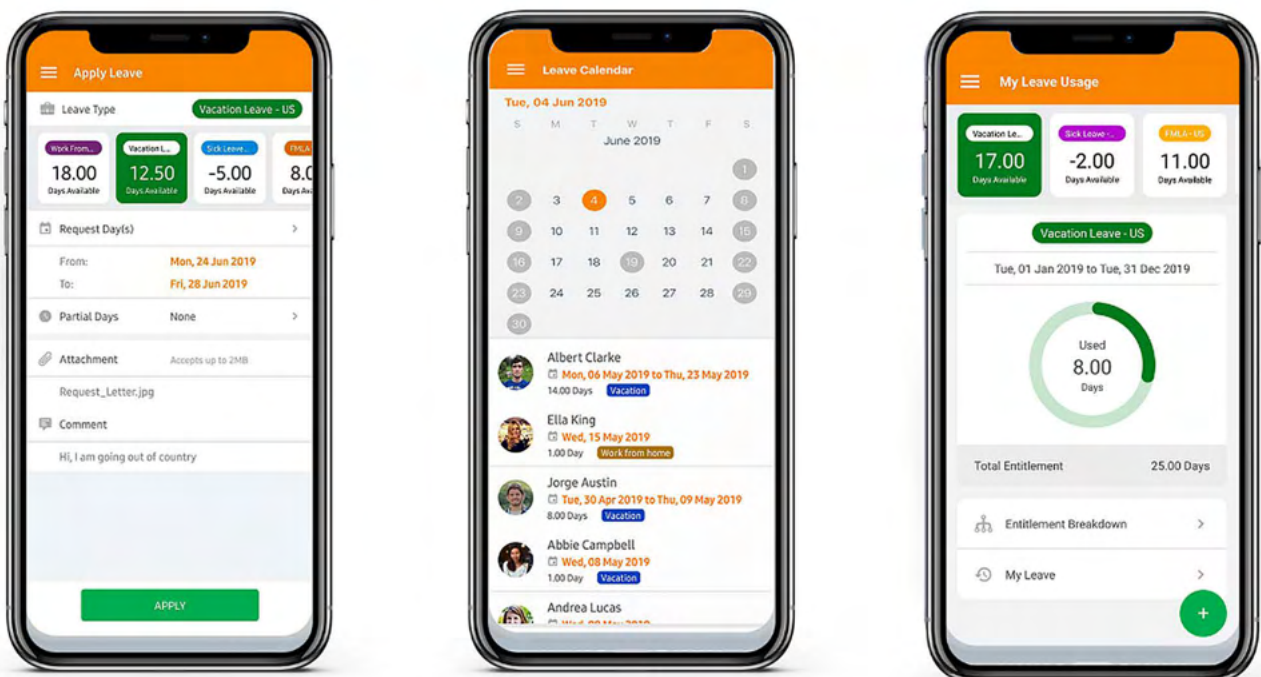 Apply Leave
Leave Type
Vacation Leave - US
Work From...
Vacation L...
Sick Leave...
FMLA
18.00
12.50
-5.00
8.0
Days Available
Days Available
Days Available
Days
Request Day(s)
From:
Mon, 24 Jun 2019
To:
Fri, 28 Jun 2019
Partial Days
None
Attachment
Accepts up to 2MB
Request_Letter.jpg
Comment
Hi, I am going out of country
APPLY
Leave Calendar
Tue, 04 Jun 2019
S M T W T F S
June 2019
1
2 3 4 5 6 7 8
9 10 11 12 13 14 15
16 17 18 19 20 21 22
23 24 25 26 27 28 29
30
Albert Clarke
Mon, 06 May 2019 to Thu, 23 May 2019
14.00 Days Vacation
Ella King
Wed, 15 May 2019
1.00 Day Work from home
Jorge Austin
Tue, 30 Apr 2019 to Thu, 09 May 2019
8.00 Days Vacation
Abbie Campbell
Wed, 08 May 2019
1.00 Day Vacation
Andrea Lucas
My Leave Usage
Vacation Le...
Sick Leave-...
FMLA - US
17.00
-2.00
11.00
Days Available
Days Available
Days Available
Vacation Leave - US
Tue, 01 Jan 2019 to Tue, 31 Dec 2019
Used
8.00
Days
Total Entitlement
25.00 Days
Entitlement Breakdown
My Leave
+